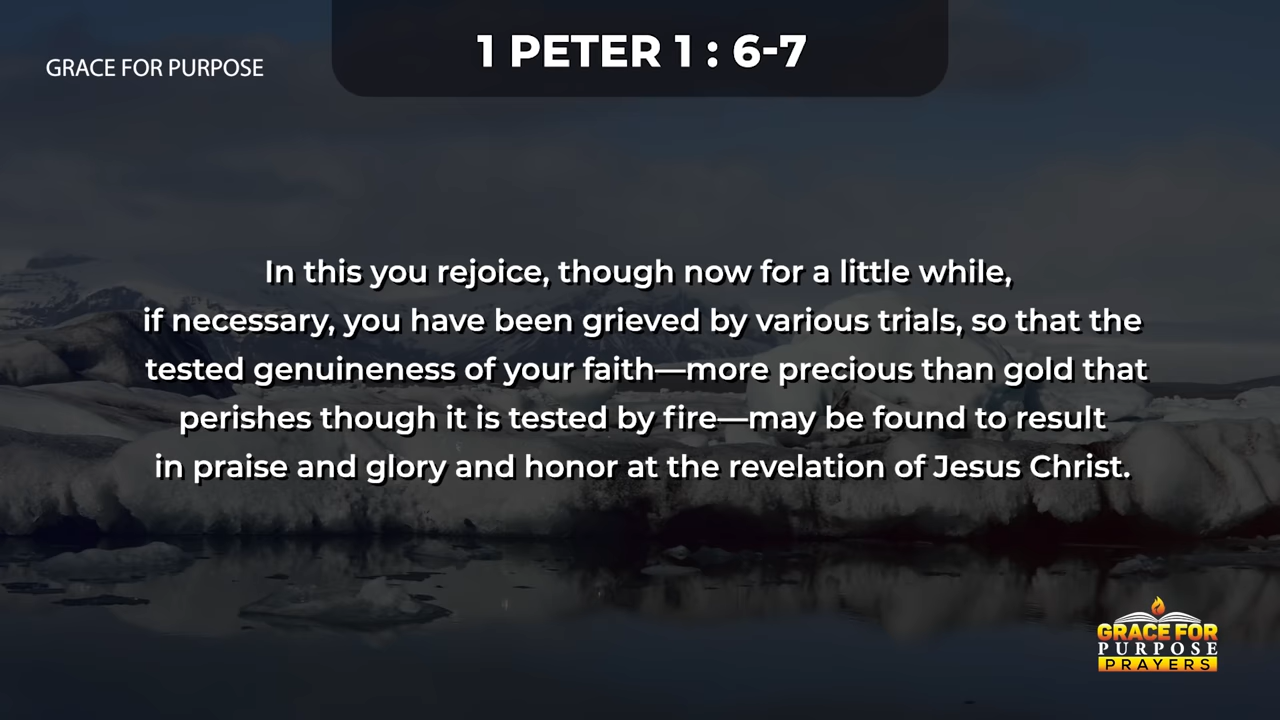 1 PETER 1 : 6-7
GRACE FOR PURPOSE
In this you rejoice, though now for a little while,
if necessary, you have been grieved by various trials, so that the
tested genuineness of your faith—more precious than gold that
perishes though it is tested by fire—may be found to result
in praise and glory and honor at the revelation of Jesus Christ.
GRACE FOR
PURPOSE
PRAYERS